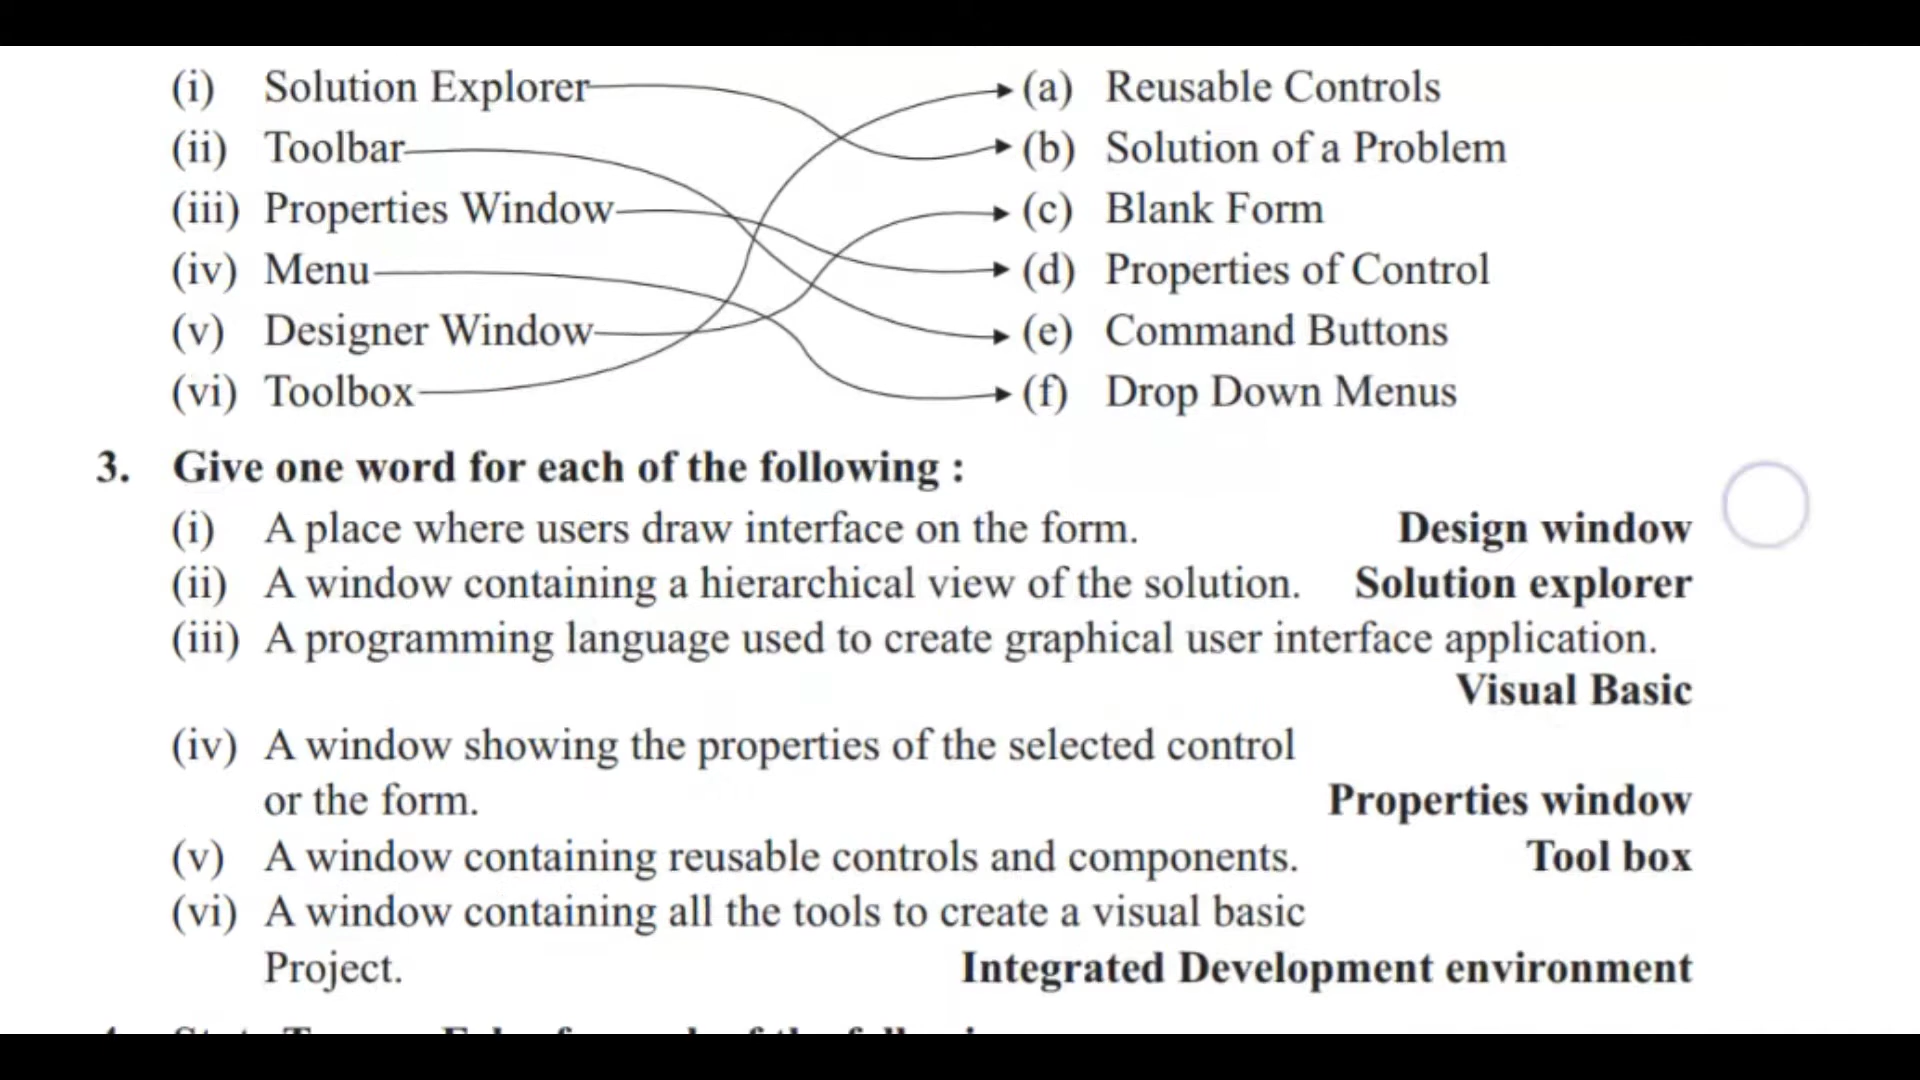 (i) Solution Explorer (a) Reusable Controls
(ii) Toolbar (b) Solution of a Problem
(iii) Properties Window (c) Blank Form
(iv) Menu (d) Properties of Control
(v) Designer Window (e) Command Buttons
(vi) Toolbox (f) Drop Down Menus
3. Give one word for each of the following :
(i) A place where users draw interface on the form. Design window
(ii) A window containing a hierarchical view of the solution. Solution explorer
(iii) A programming language used to create graphical user interface application.
Visual Basic
(iv) A window showing the properties of the selected control
or the form. Properties window
(v) A window containing reusable controls and components. Tool box
(vi) A window containing all the tools to create a visual basic
Project. Integrated Development environment